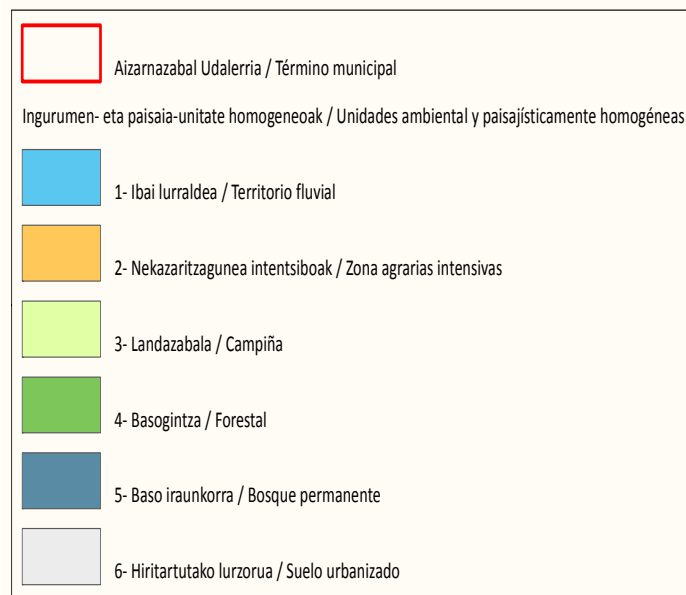 Aizarnazabal Udalerria / Término municipal
Ingurumen- eta paisaia-unitate homogeneoak / Unidades ambiental y paisajísticamente homogéneas
1- Ibai lurraldea / Territorio fluvial
2- Nekazaritzagunea intentsiboak / Zona agrarias intensivas
3- Landazabala / Campiña
4- Basogintza / Forestal
5- Baso iraunkorra / Bosque permanente
6- Hiritartutako lurzorua / Suelo urbanizado